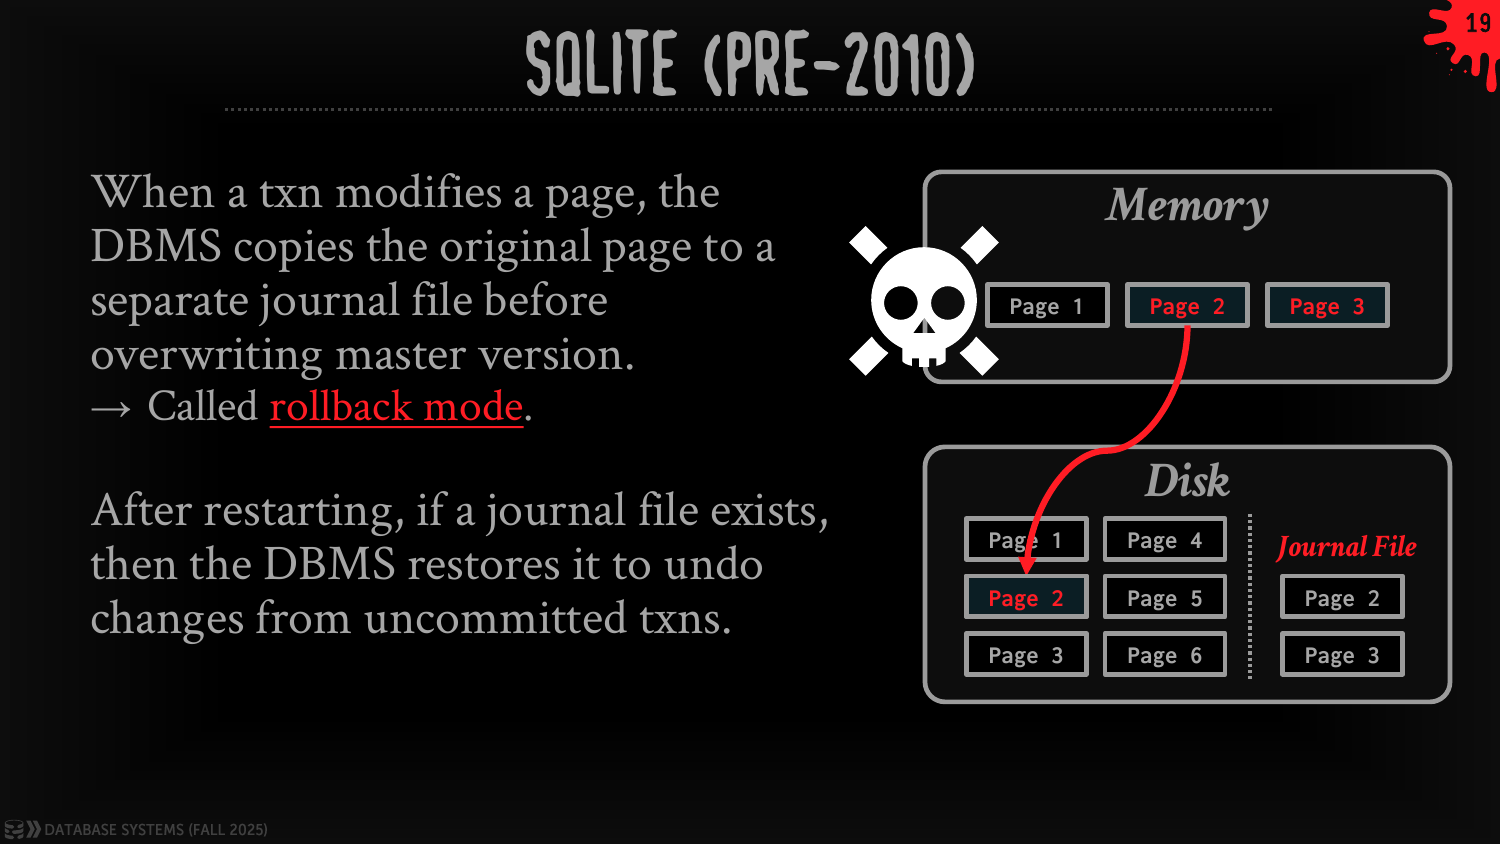 19
SQLITE (PRE-2010)
When a txn modifies a page, the
DBMS copies the original page to a
separate journal file before
overwriting master version.
→ Called rollback mode.
After restarting, if a journal file exists,
then the DBMS restores it to undo
changes from uncommitted txns.
Memory
Page 1 Page 2 Page 3
Disk
Page 1 Page 4
Page 2 Page 5
Page 3 Page 6
Journal File
Page 2
Page 3
DATABASE SYSTEMS (FALL 2025)